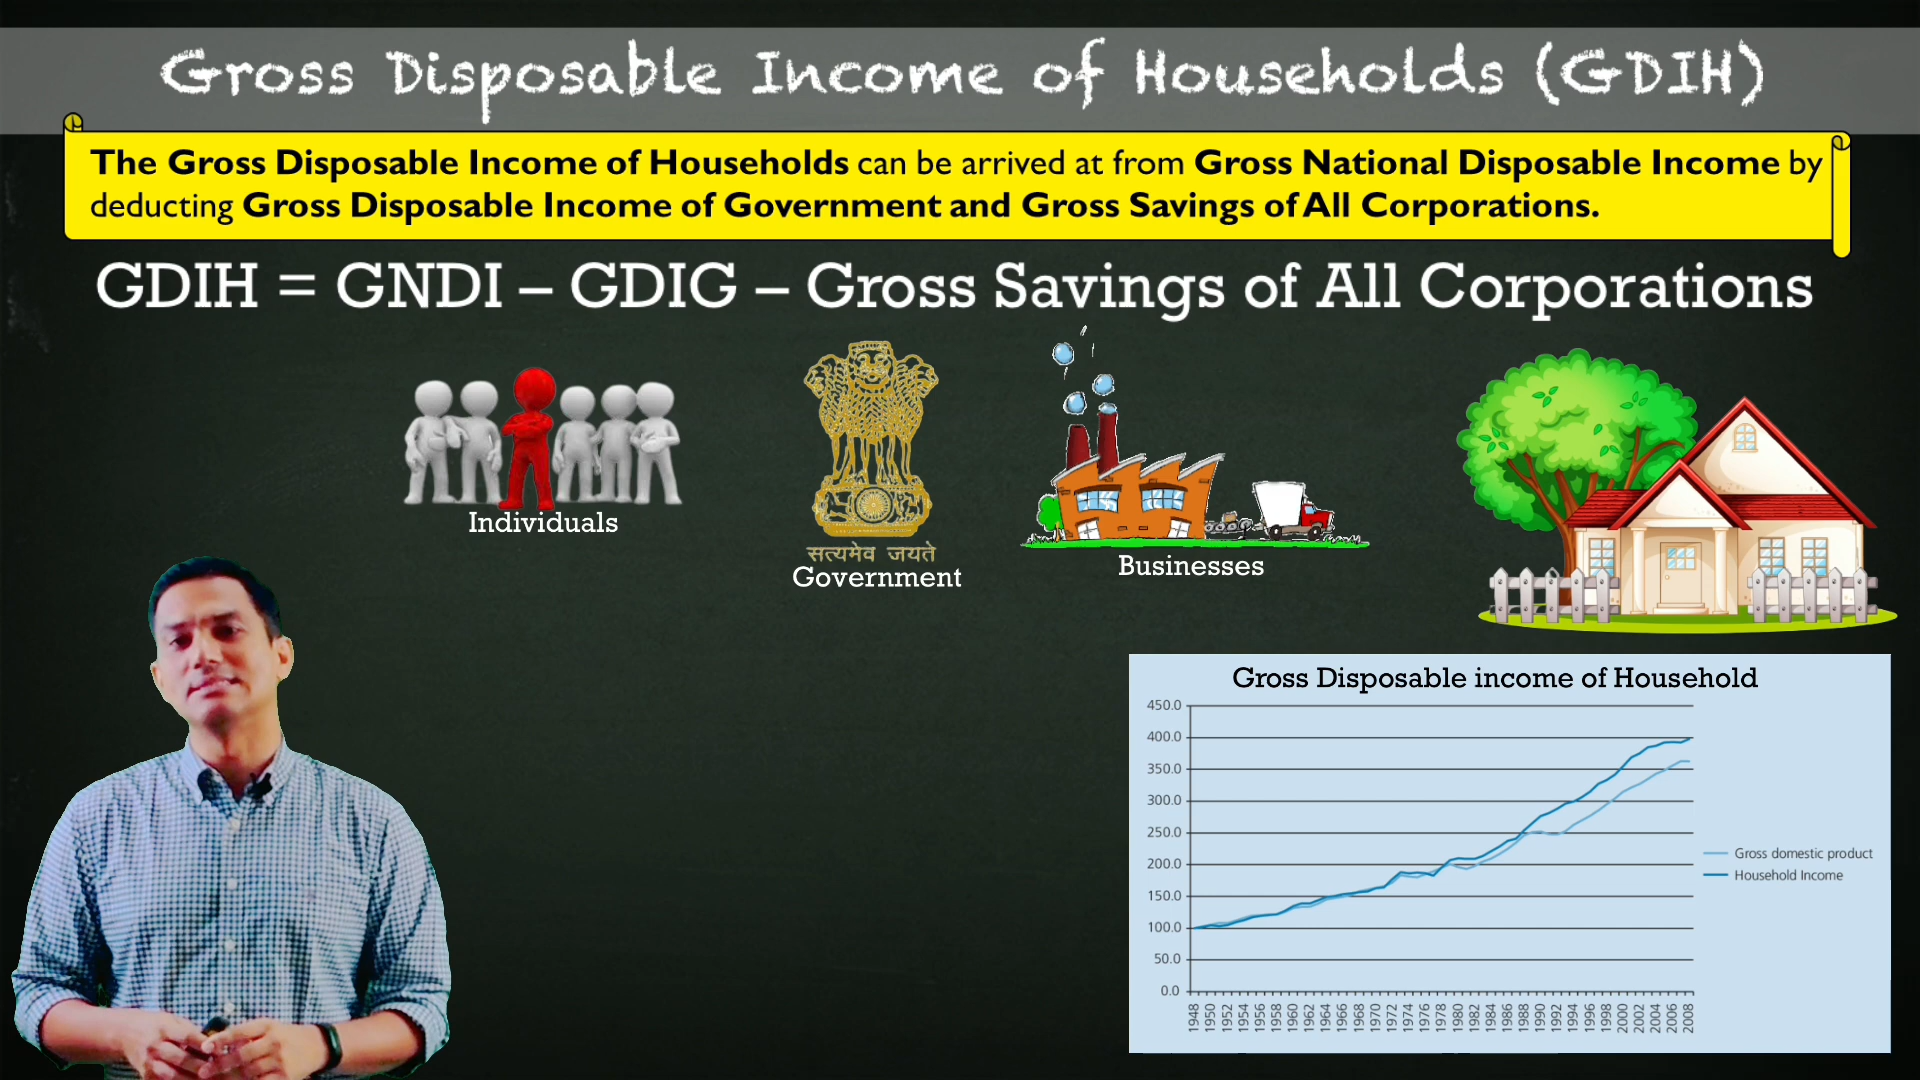 Gross Disposable Income of Households (GDIH)
The Gross Disposable Income of Households can be arrived at from Gross National Disposable Income by
deducting Gross Disposable Income of Government and Gross Savings of All Corporations.
GDIH = GNDI – GDIG – Gross Savings of All Corporations
Individuals
सत्यमेव जयते
Government
Businesses
Gross Disposable income of Household
450.0
400.0
350.0
300.0
250.0
200.0
150.0
100.0
50.0
0.0
Gross domestic product
Household Income
1948 1950 1952 1954 1956 1958 1960 1962 1964 1966 1968 1970 1972 1974 1976 1978 1980 1982 1984 1986 1988 1990 1992 1994 1996 1998 2000 2002 2004 2006 2008